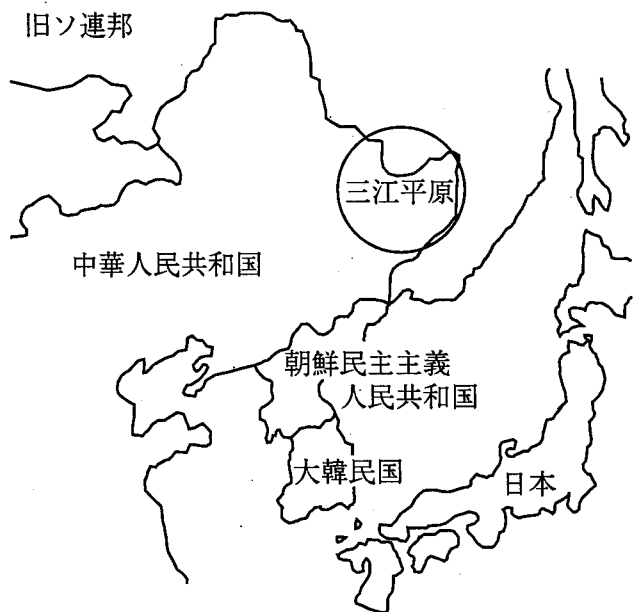 旧ソ連邦
三江平原
中華人民共和国
朝鮮民主主義
人民共和国
大韓民国
日本